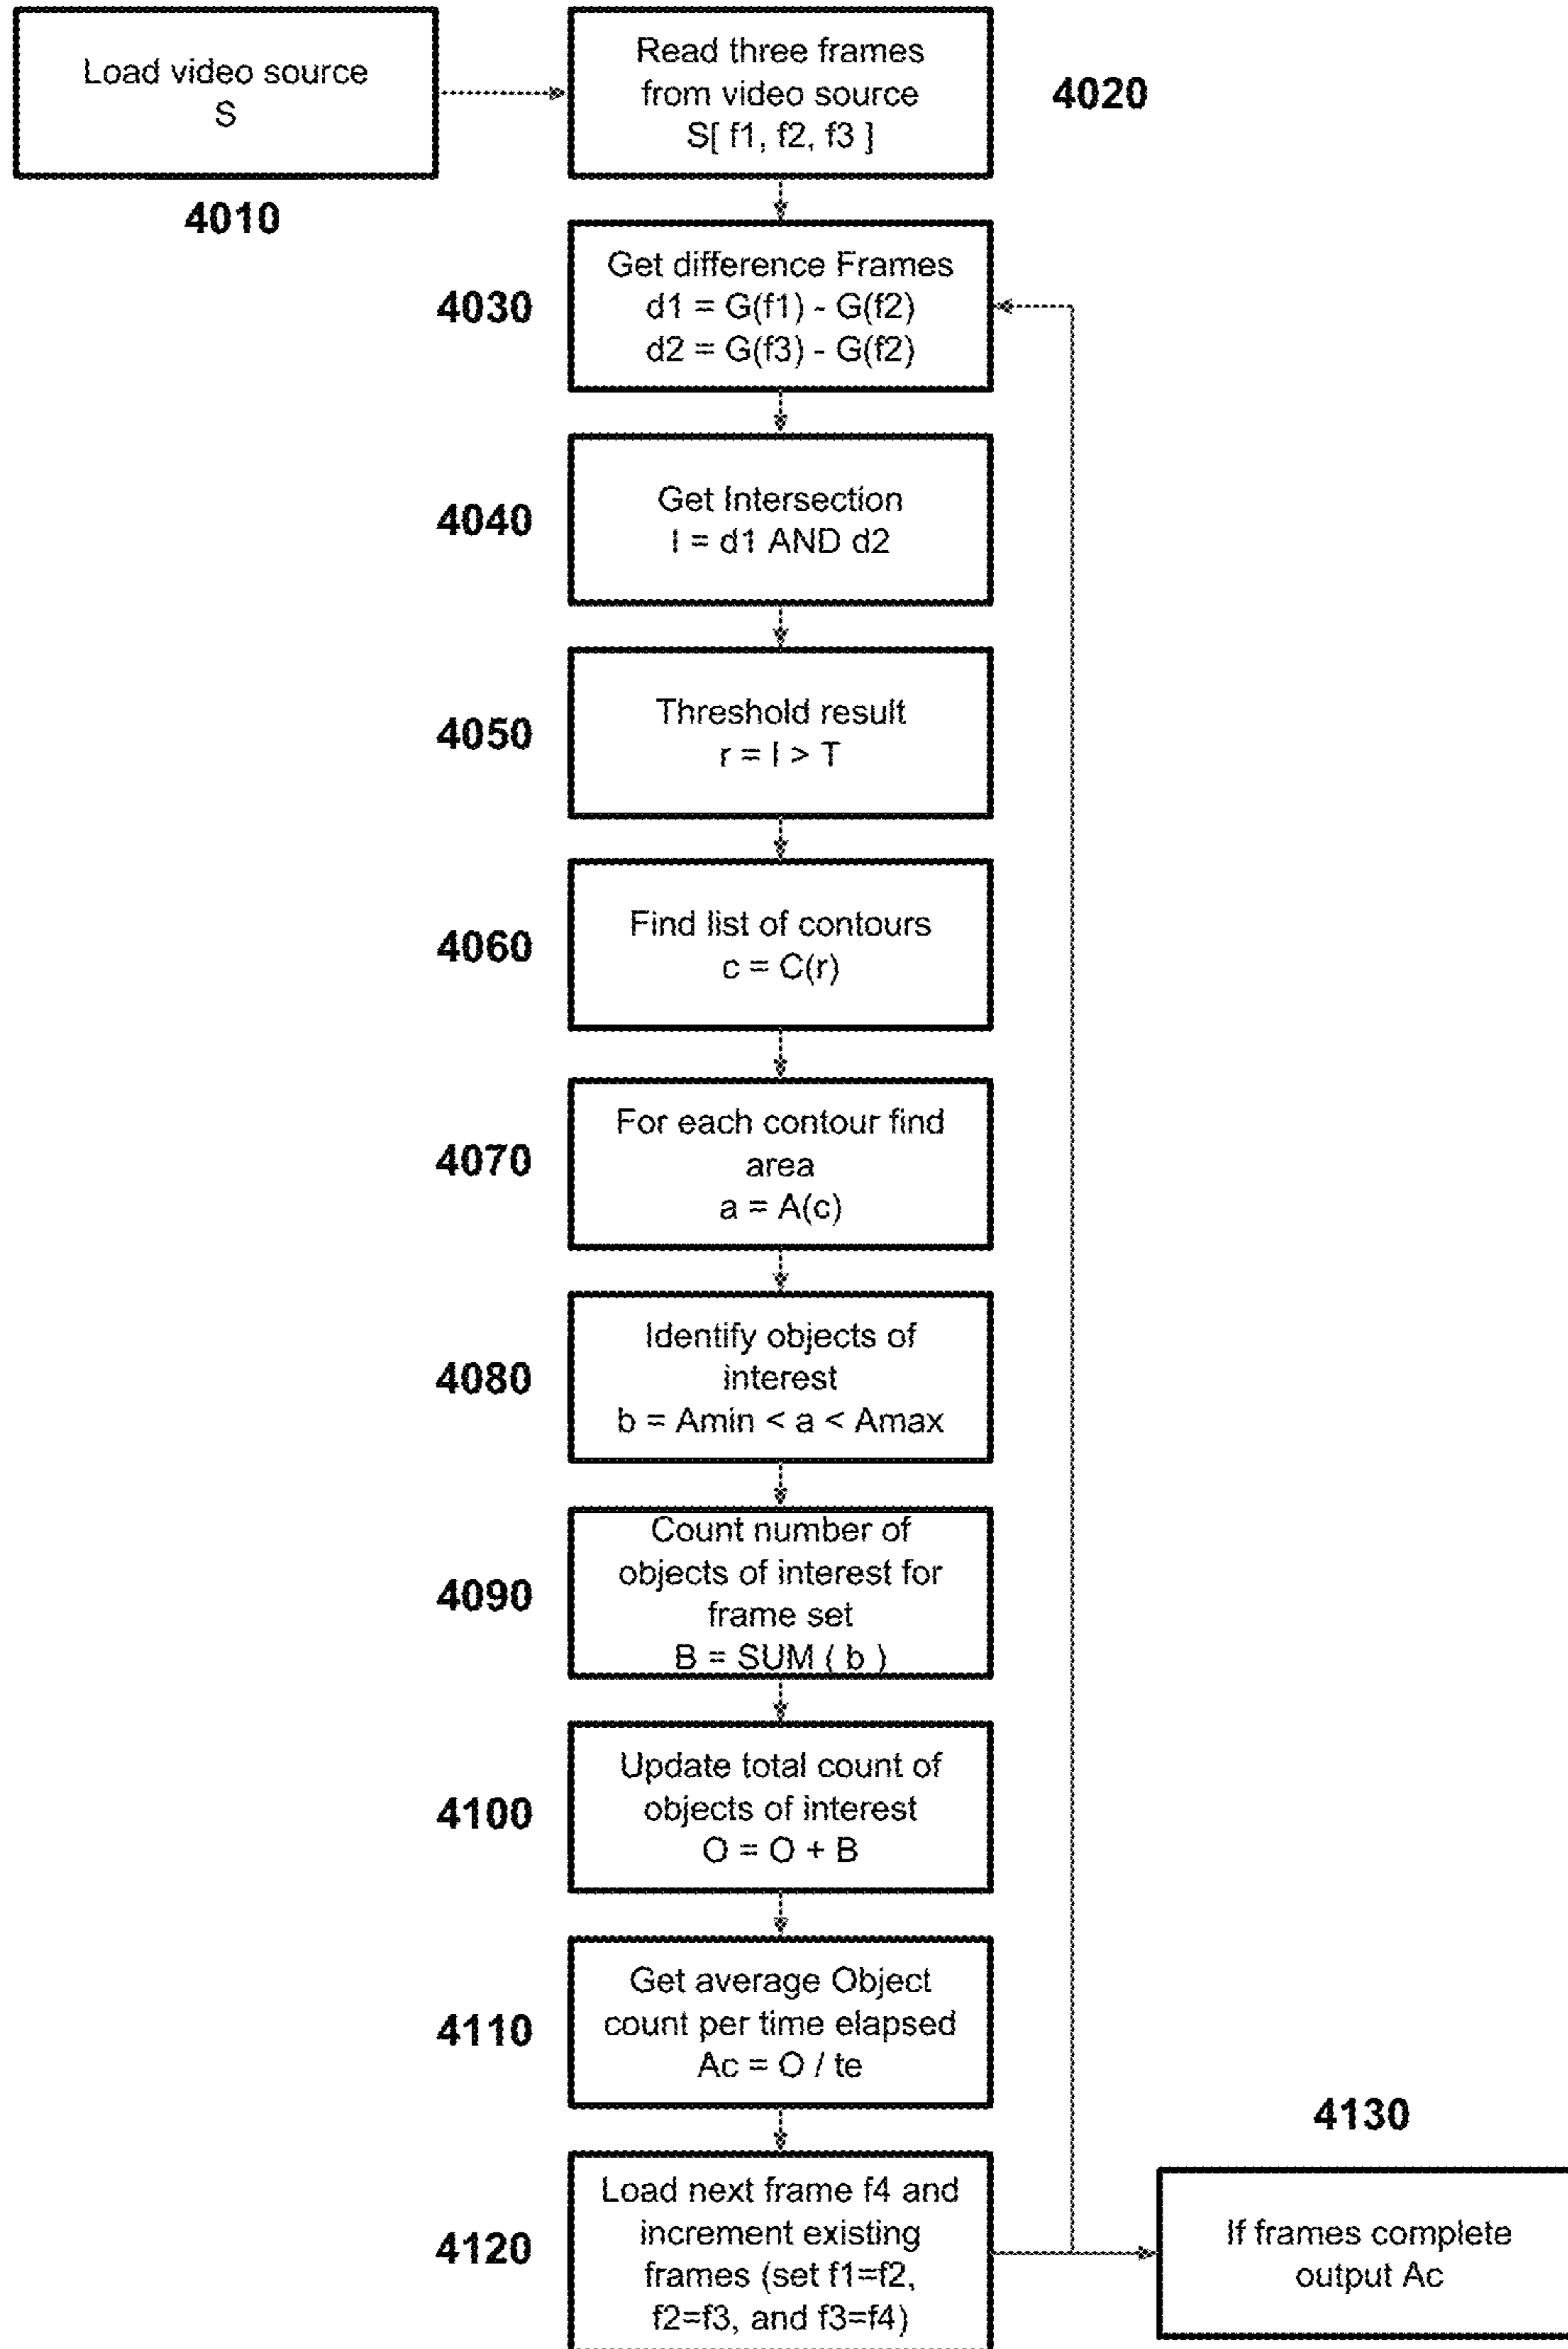 Load video source
S
4010
Read three frames
from video source
S[ f1, f2, f3 ]
4020
Get difference Frames
d1 = G(f1) - G(f2)
d2 = G(f3) - G(f2)
4030
Get Intersection
I = d1 AND d2
4040
Threshold result
r = I > T
4050
Find list of contours
c = C(r)
4060
For each contour find
area
a = A(c)
4070
Identify objects of
interest
b = Amin < a < Amax
4080
Count number of
objects of interest for
frame set
B = SUM ( b )
4090
Update total count of
objects of interest
O = O + B
4100
Get average Object
count per time elapsed
Ac = O / te
4110
Load next frame f4 and
increment existing
frames (set f1=f2,
f2=f3, and f3=f4)
4120
4130
If frames complete
output Ac